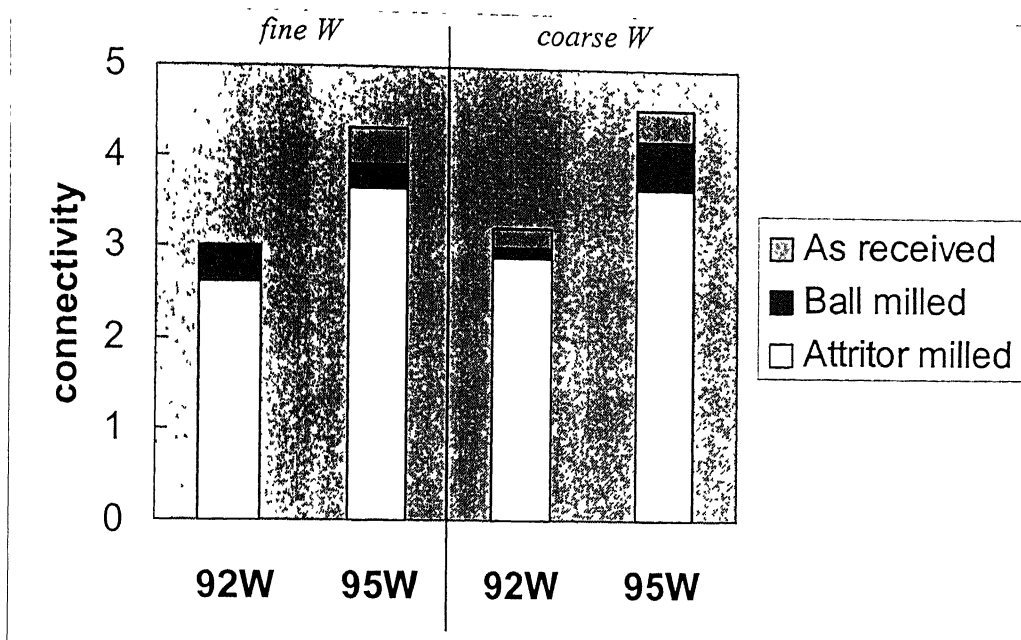 fine W
coarse W
5
4
3
2
1
0
connectivity
As received
Ball milled
Attritor milled
92W
95W
92W
95W